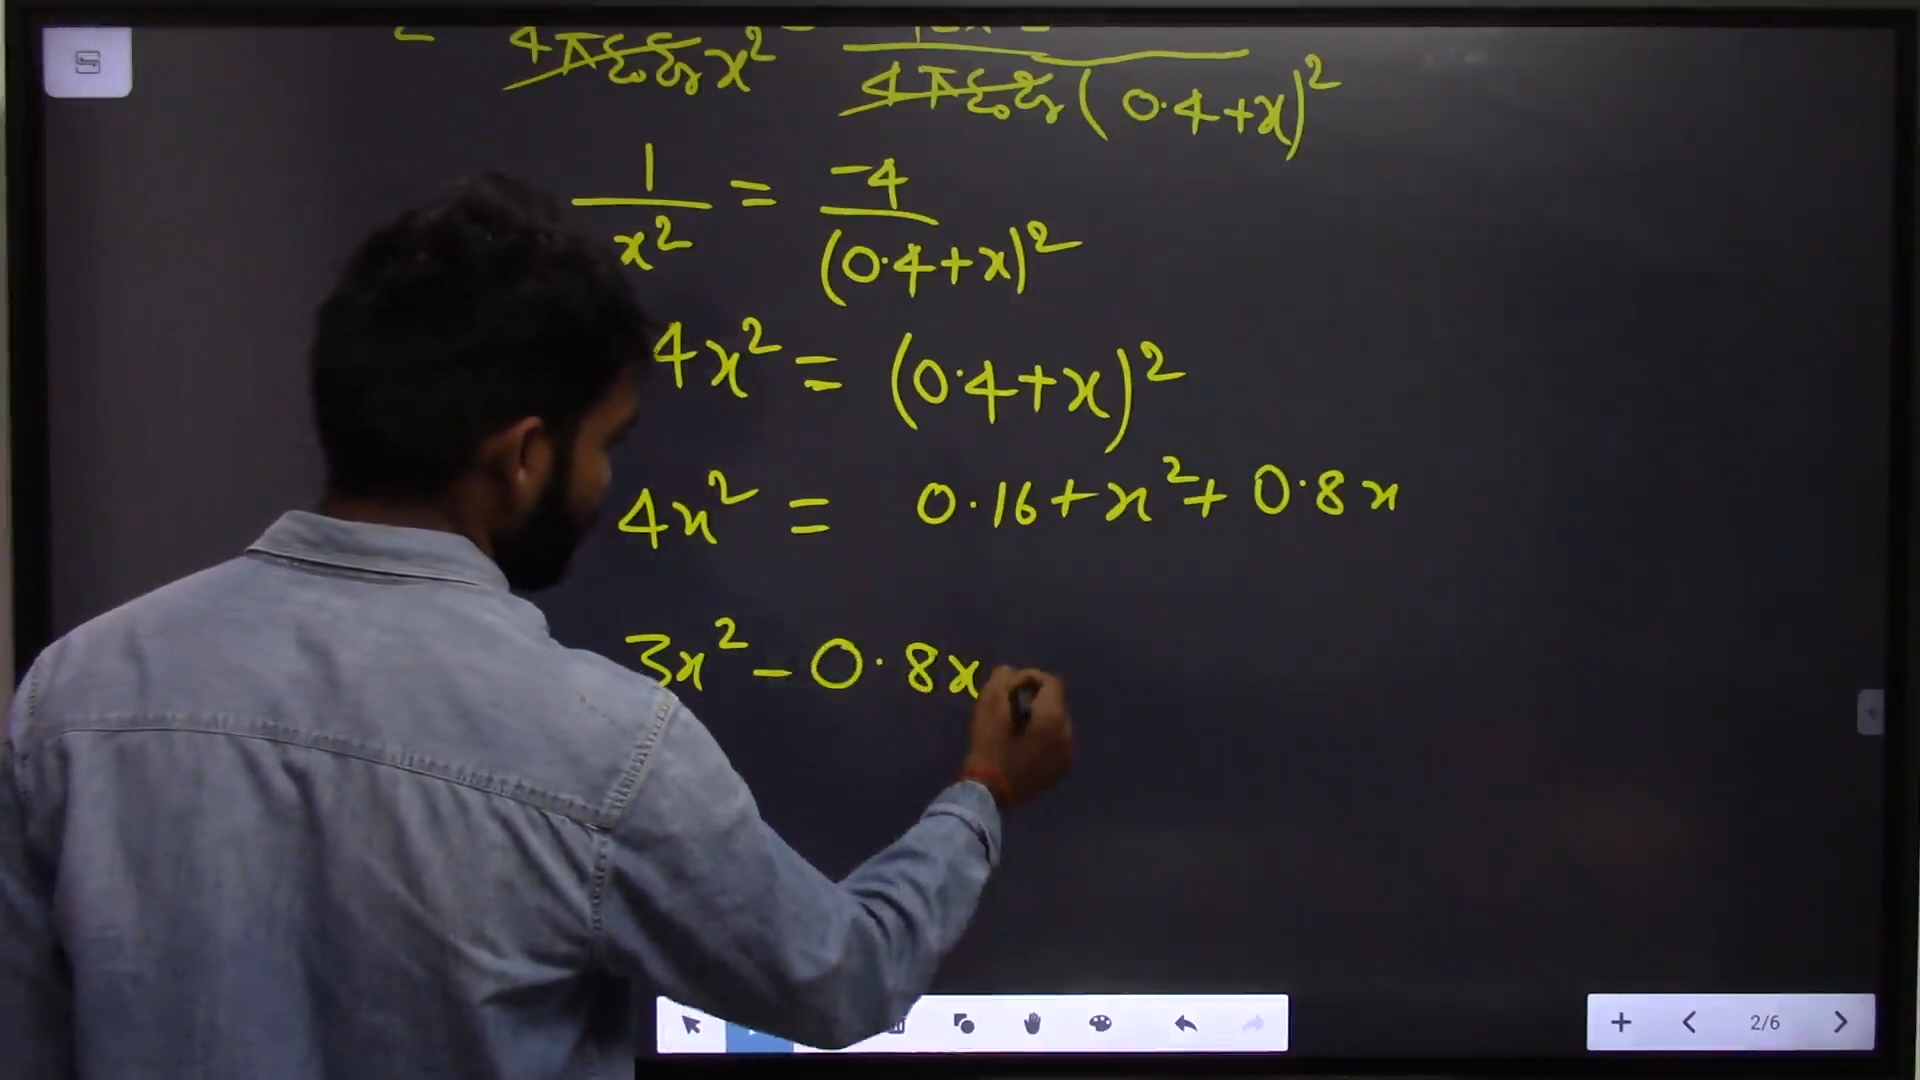 4πε₀εᵣx²
4πε₀εᵣ(0.4+x)²
1/x² = -4/(0.4+x)²
4x² = (0.4+x)²
4x² = 0.16+x²+0.8x
3x²-0.8x
2/6